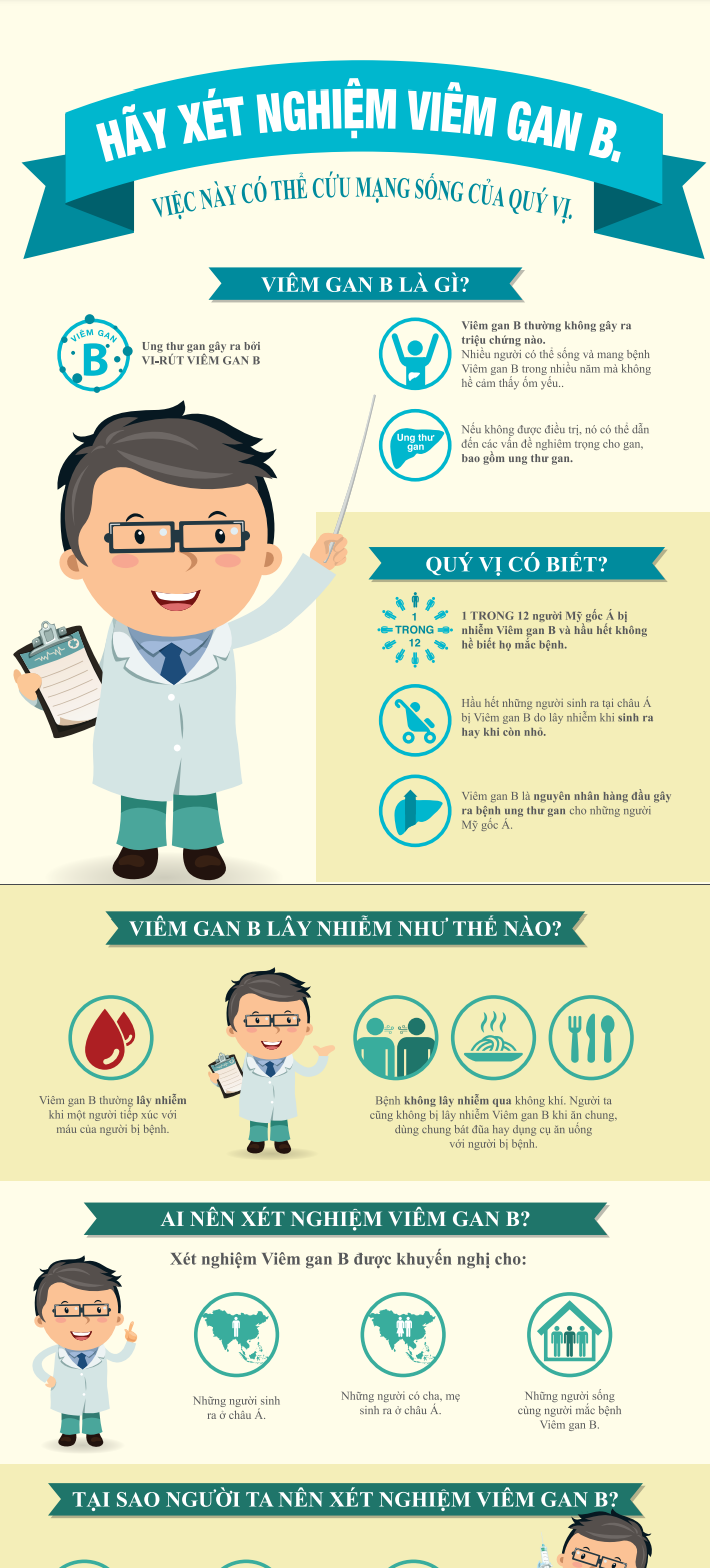 HÃY XÉT NGHIỆM VIÊM GAN B.
VIỆC NÀY CÓ THỂ CỨU MẠNG SỐNG CỦA QUÝ VỊ.
VIÊM GAN B LÀ GÌ?
VIÊM GAN
B
Ung thư gan gây ra bởi
VI-RÚT VIÊM GAN B
Viêm gan B thường không gây ra
triệu chứng nào.
Nhiều người có thể sống và mang bệnh
Viêm gan B trong nhiều năm mà không
hề cảm thấy ốm yếu..
Ung thư
gan
Nếu không được điều trị, nó có thể dẫn
đến các vấn đề nghiêm trọng cho gan,
bao gồm ung thư gan.
QUÝ VỊ CÓ BIẾT?
1
TRONG
12
1 TRONG 12 người Mỹ gốc Á bị
nhiễm Viêm gan B và hầu hết không
hề biết họ mắc bệnh.
Hầu hết những người sinh ra tại châu Á
bị Viêm gan B do lây nhiễm khi sinh ra
hay khi còn nhỏ.
Viêm gan B là nguyên nhân hàng đầu gây
ra bệnh ung thư gan cho những người
Mỹ gốc Á.
VIÊM GAN B LÂY NHIỄM NHƯ THẾ NÀO?
Viêm gan B thường lây nhiễm
khi một người tiếp xúc với
máu của người bị bệnh.
Bệnh không lây nhiễm qua không khí. Người ta
cũng không bị lây nhiễm Viêm gan B khi ăn chung,
dùng chung bát đũa hay dụng cụ ăn uống
với người bị bệnh.
AI NÊN XÉT NGHIỆM VIÊM GAN B?
Xét nghiệm Viêm gan B được khuyến nghị cho:
Những người sinh
ra ở châu Á.
Những người có cha, mẹ
sinh ra ở châu Á.
Những người sống
cùng người mắc bệnh
Viêm gan B.
TẠI SAO NGƯỜI TA NÊN XÉT NGHIỆM VIÊM GAN B?